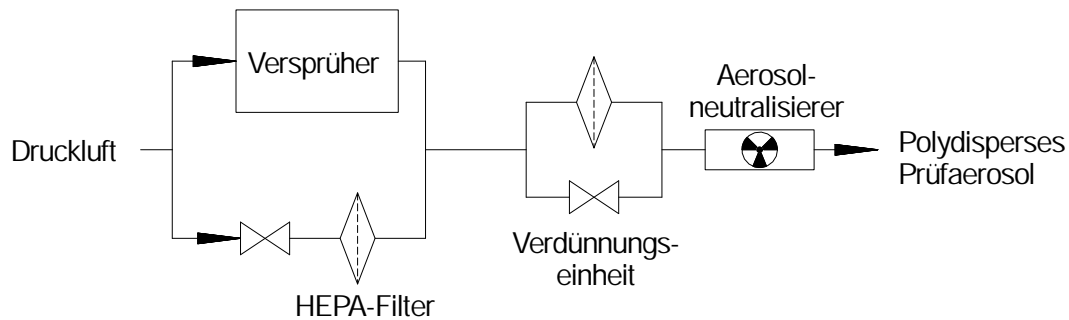 Versprüher
Druckluft
HEPA-Filter
Verdünnungs-
einheit
Aerosol-
neutralisierer
Polydisperses
Prüfaerosol